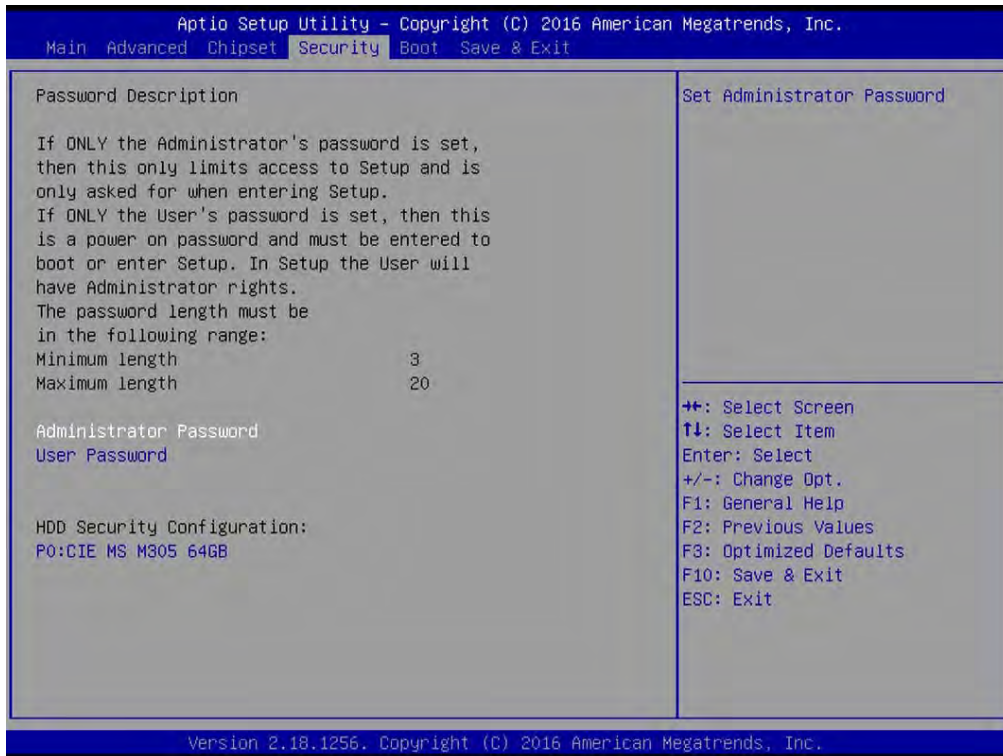 Aptio Setup Utility – Copyright (C) 2016 American Megatrends, Inc.
Main Advanced Chipset Security Boot Save & Exit
Password Description
If ONLY the Administrator's password is set,
then this only limits access to Setup and is
only asked for when entering Setup.
If ONLY the User's password is set, then this
is a power on password and must be entered to
boot or enter Setup. In Setup the User will
have Administrator rights.
The password length must be
in the following range:
Minimum length 3
Maximum length 20
Administrator Password
User Password
HDD Security Configuration:
P0:CIE MS M305 64GB
Set Administrator Password
→←: Select Screen
↑↓: Select Item
Enter: Select
+/-: Change Opt.
F1: General Help
F2: Previous Values
F3: Optimized Defaults
F10: Save & Exit
ESC: Exit
Version 2.18.1256. Copyright (C) 2016 American Megatrends, Inc.